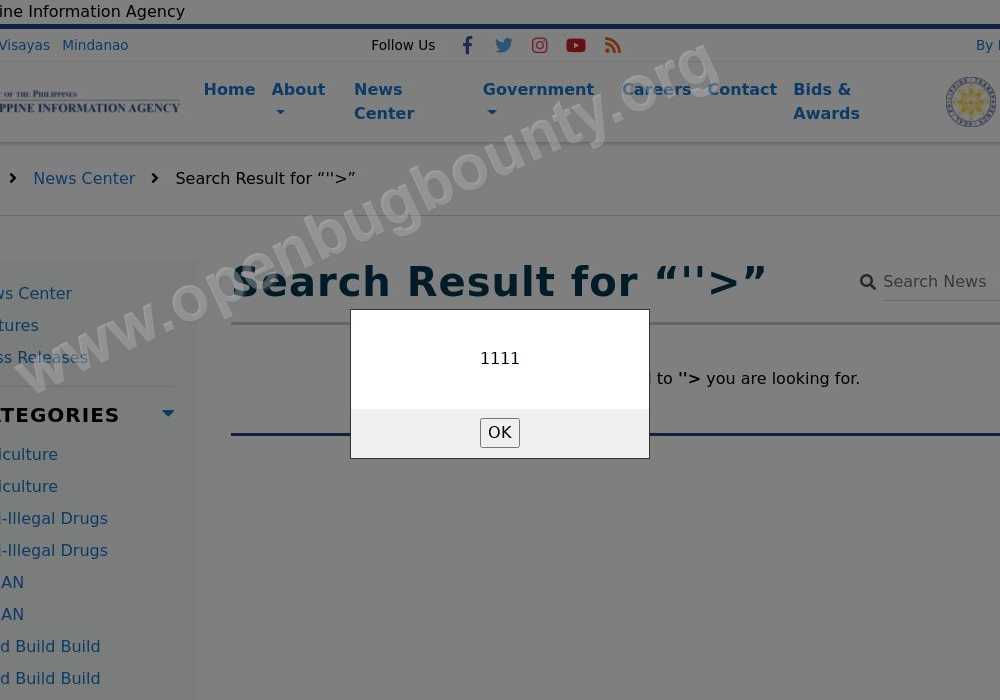 ine Information Agency
Visayas Mindanao Follow Us By
OF THE PHILIPPINES
PPINE INFORMATION AGENCY
Home About News Center Government Careers Contact Bids & Awards
News Center Search Result for “''>”
Search Result for “''>”
Search News
ws Center
tures
ss Releases
1111
to ''> you are looking for.
OK
TEGORIES
iculture
iculture
i-Illegal Drugs
i-Illegal Drugs
AN
AN
d Build Build
d Build Build
www.openbugbounty.org